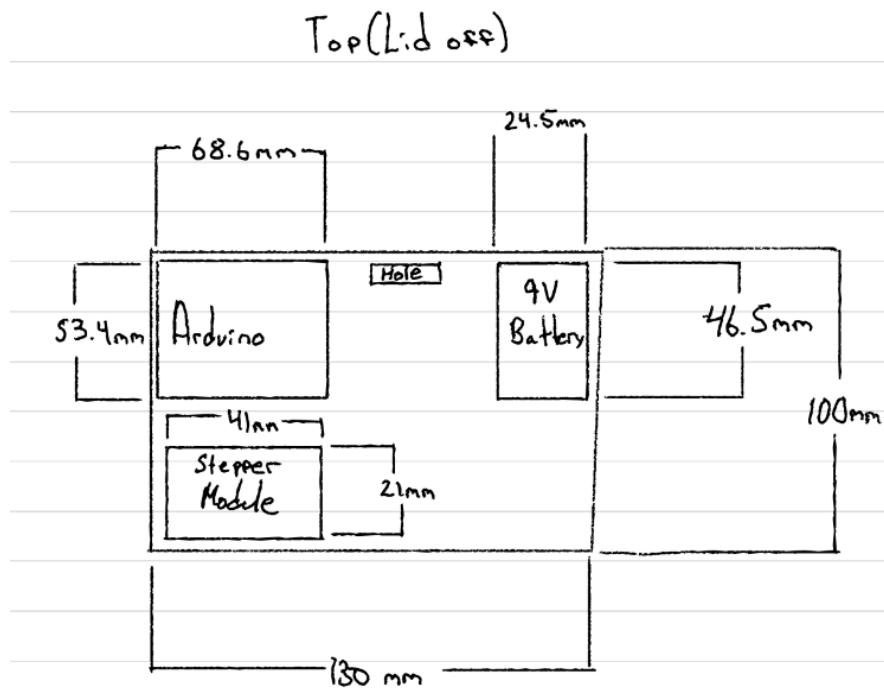 Top (Lid off)
24.5mm
68.6mm
Hole
9V
Battery
53.4mm
Arduino
46.5mm
100mm
41mm
Stepper
Module
21mm
130 mm